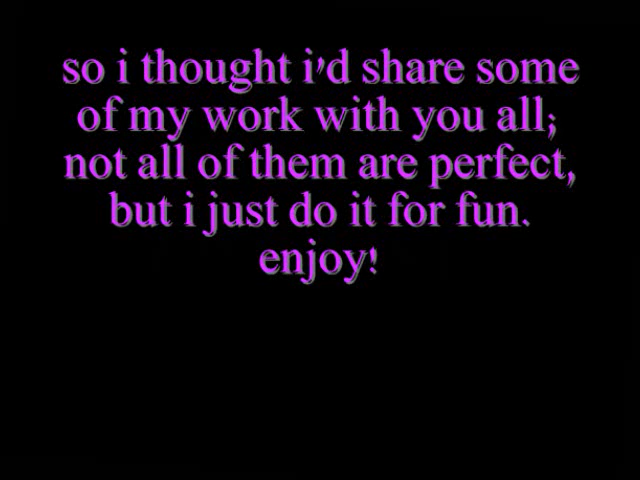 so i thought i'd share some
of my work with you all;
not all of them are perfect,
but i just do it for fun.
enjoy!